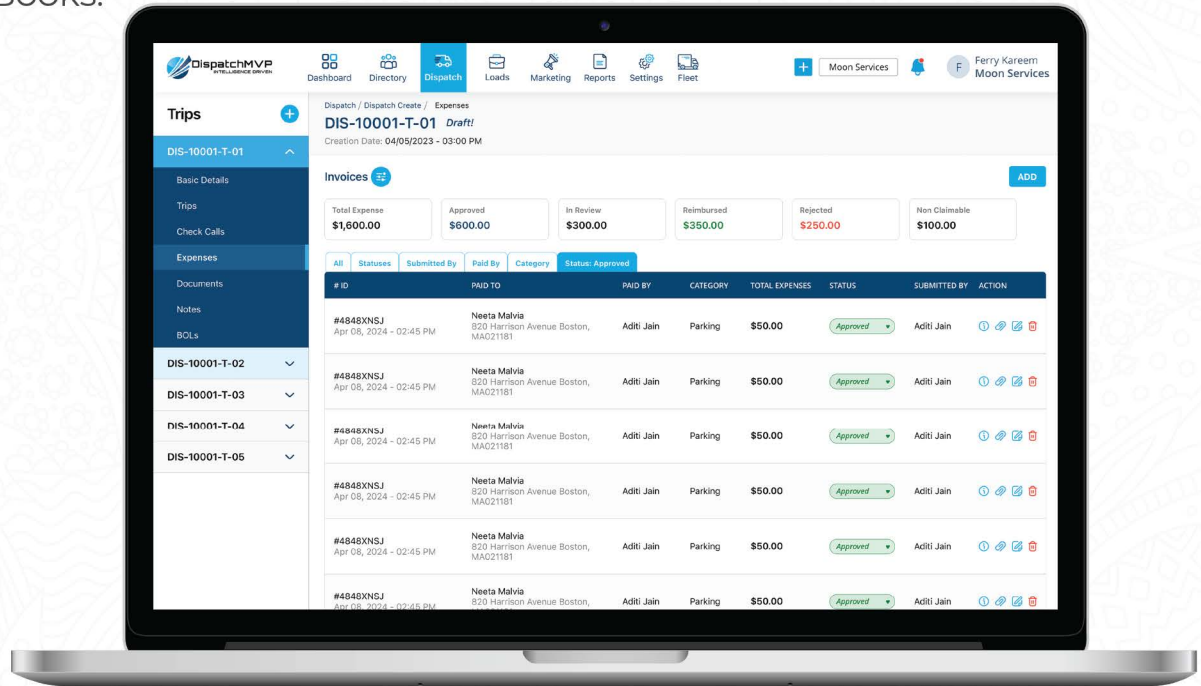 BOOKS.
DispatchMVP
INTELLIGENCE DRIVEN
Dashboard Directory Dispatch Loads Marketing Reports Settings Fleet
+ Moon Services F Ferry Kareem
Moon Services
Trips +
DIS-10001-T-01
Basic Details
Trips
Check Calls
Expenses
Documents
Notes
BOLs
DIS-10001-T-02
DIS-10001-T-03
DIS-10001-T-04
DIS-10001-T-05
Dispatch / Dispatch Create / Expenses
DIS-10001-T-01 Draft!
Creation Date: 04/05/2023 - 03:00 PM
Invoices ADD
Total Expense Approved In Review Reimbursed Rejected Non Claimable
$1,600.00 $600.00 $300.00 $350.00 $250.00 $100.00
All Statuses Submitted By Paid By Category Status: Approved
# ID PAID TO PAID BY CATEGORY TOTAL EXPENSES STATUS SUBMITTED BY ACTION
#4848XNSJ Neeta Malvia
Apr 08, 2024 - 02:45 PM 820 Harrison Avenue Boston, Aditi Jain Parking $50.00 Approved Aditi Jain
MA021181
#4848XNSJ Neeta Malvia
Apr 08, 2024 - 02:45 PM 820 Harrison Avenue Boston, Aditi Jain Parking $50.00 Approved Aditi Jain
MA021181
#4848XNSJ Neeta Malvia
Apr 08, 2024 - 02:45 PM 820 Harrison Avenue Boston, Aditi Jain Parking $50.00 Approved Aditi Jain
MA021181
#4848XNSJ Neeta Malvia
Apr 08, 2024 - 02:45 PM 820 Harrison Avenue Boston, Aditi Jain Parking $50.00 Approved Aditi Jain
MA021181
#4848XNSJ Neeta Malvia
Apr 08, 2024 - 02:45 PM 820 Harrison Avenue Boston, Aditi Jain Parking $50.00 Approved Aditi Jain
MA021181
#4848XNSJ Neeta Malvia
Apr 08, 2024 - 02:45 PM 820 Harrison Avenue Boston, Aditi Jain Parking $50.00 Approved Aditi Jain